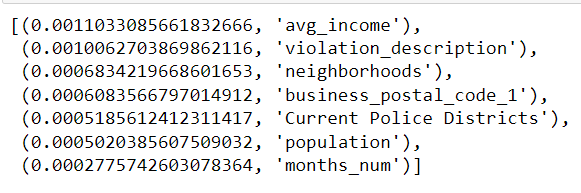 [(0.0011033085661832666, 'avg_income'),
(0.0010062703869862116, 'violation_description'),
(0.0006834219668601653, 'neighborhoods'),
(0.0006083566797014912, 'business_postal_code_1'),
(0.0005185612412311417, 'Current Police Districts'),
(0.0005020385607509032, 'population'),
(0.0002775742603078364, 'months_num')]